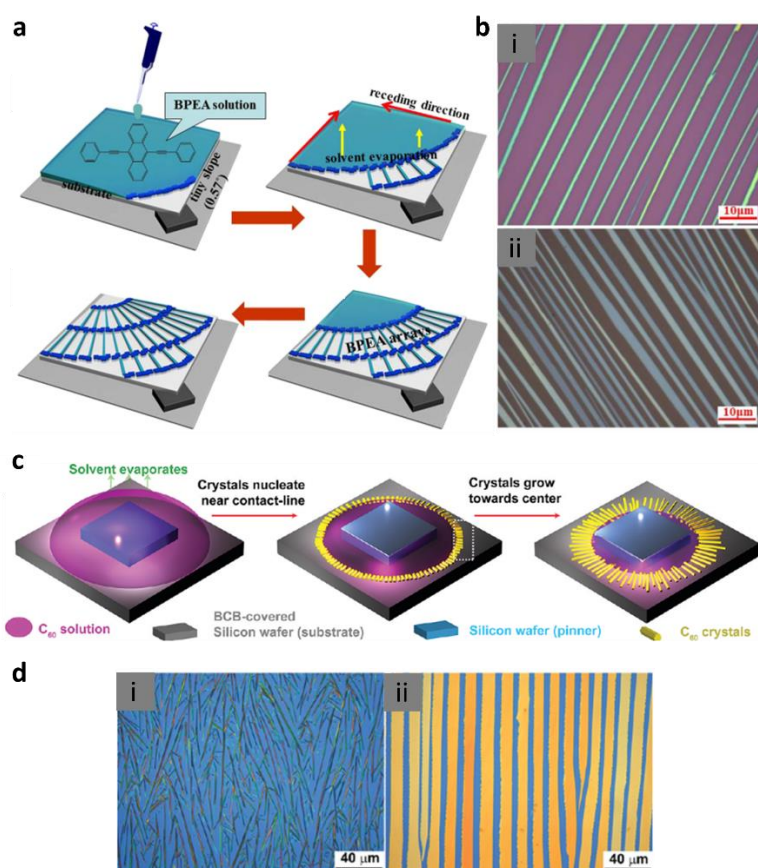 a
BPEA solution
substrate
tiny slope
(0.57°)
receding direction
solvent evaporation
BPEA arrays
b
i
10μm
ii
10μm
c
Solvent evaporates
Crystals nucleate
near contact-line
Crystals grow
towards center
C60 solution
BCB-covered
Silicon wafer (substrate)
Silicon wafer (pinner)
C60 crystals
d
i
40 μm
ii
40 μm